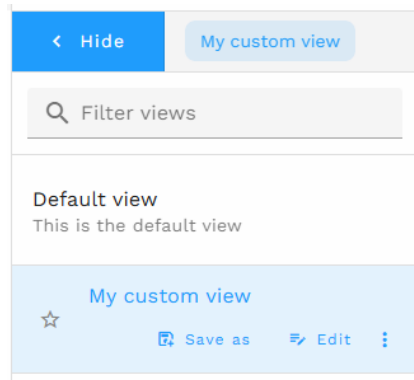 Hide My custom view
Filter views
Default view
This is the default view
My custom view
Save as Edit